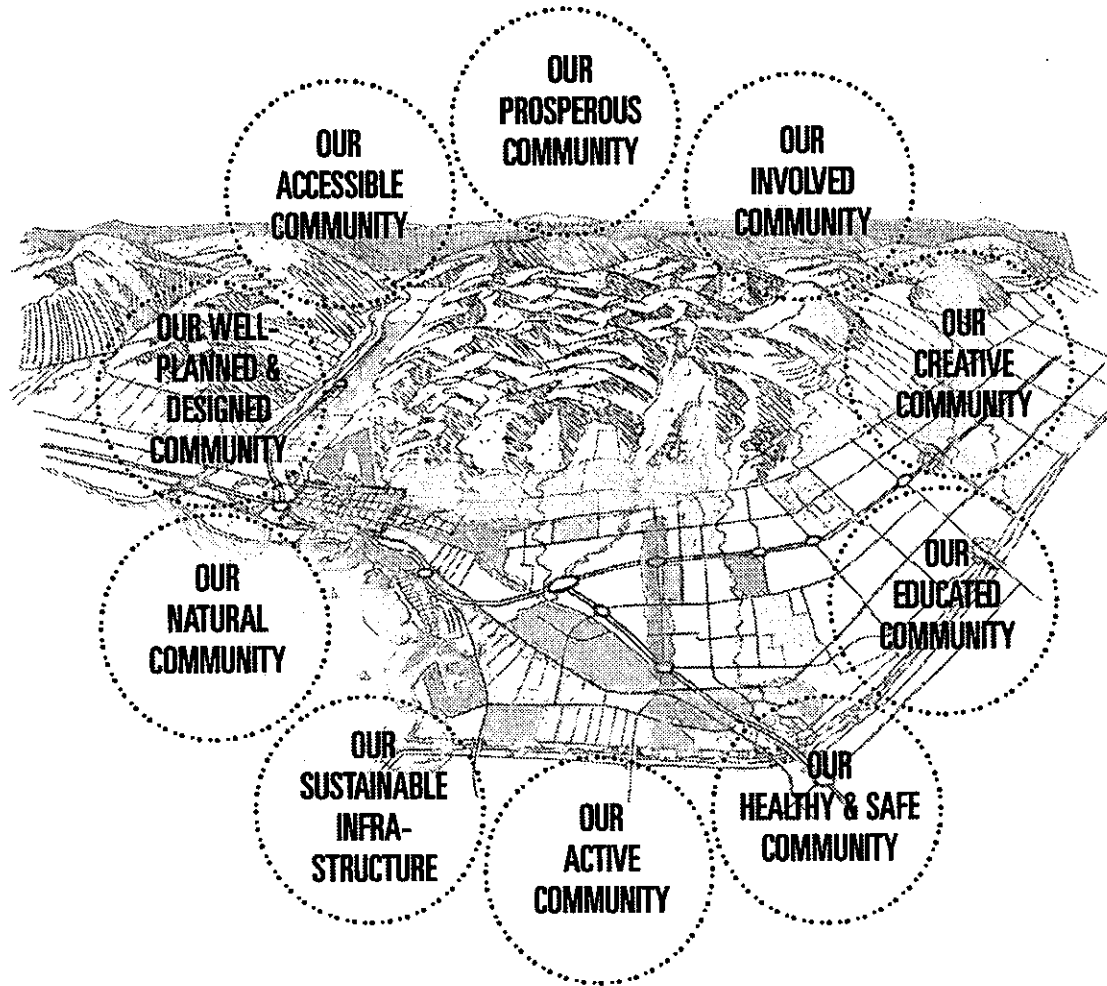 OUR
PROSPEROUS
COMMUNITY
OUR
ACCESSIBLE
COMMUNITY
OUR
INVOLVED
COMMUNITY
OUR WELL-
PLANNED &
DESIGNED
COMMUNITY
OUR
CREATIVE
COMMUNITY
OUR
NATURAL
COMMUNITY
OUR
EDUCATED
COMMUNITY
OUR
SUSTAINABLE
INFRA-
STRUCTURE
OUR
ACTIVE
COMMUNITY
OUR
HEALTHY & SAFE
COMMUNITY